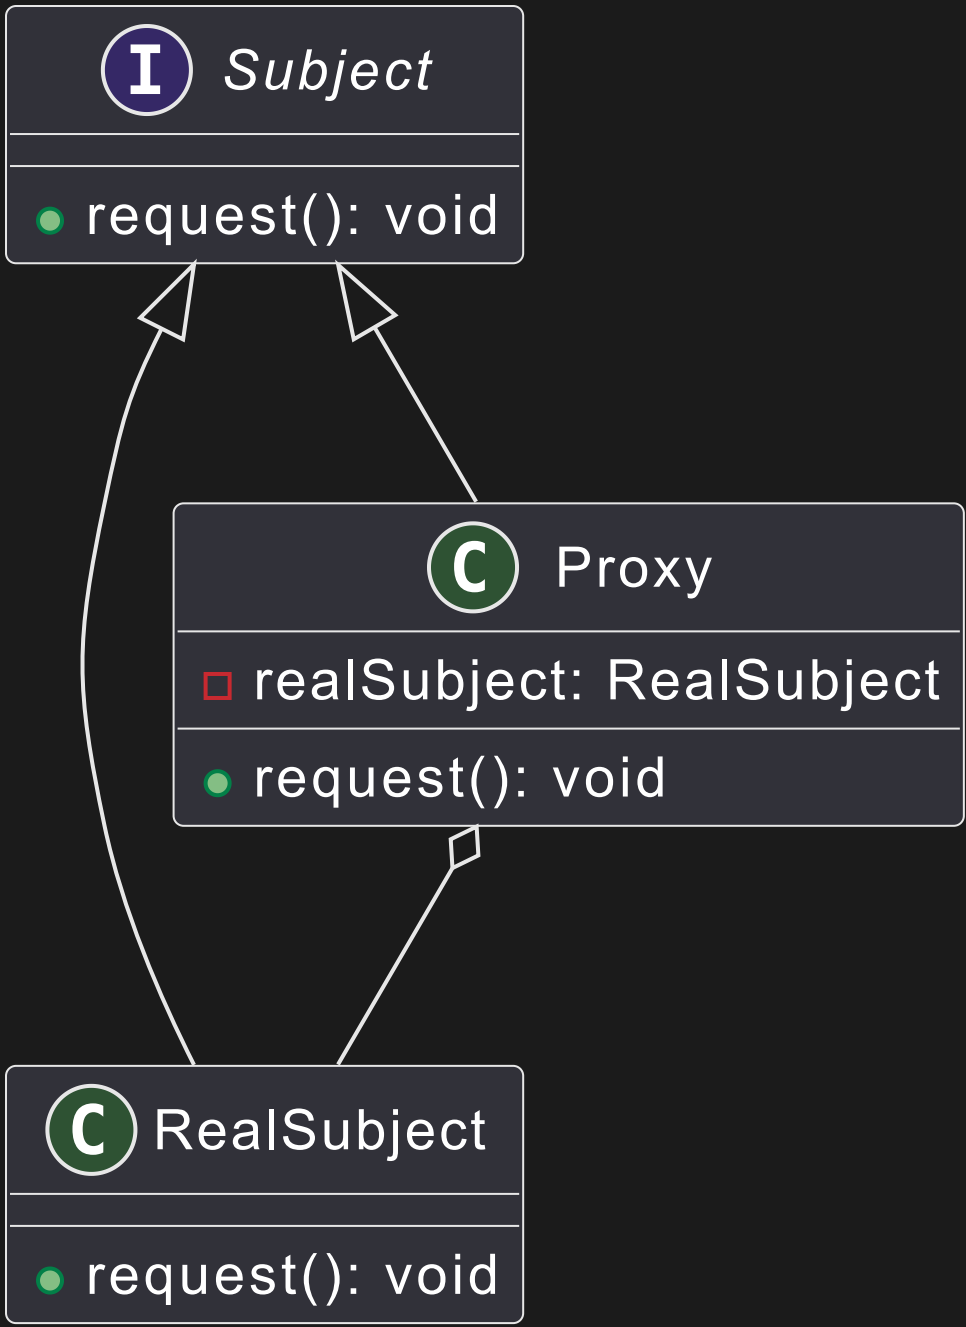 I Subject
request(): void
C Proxy
realSubject: RealSubject
request(): void
C RealSubject
request(): void